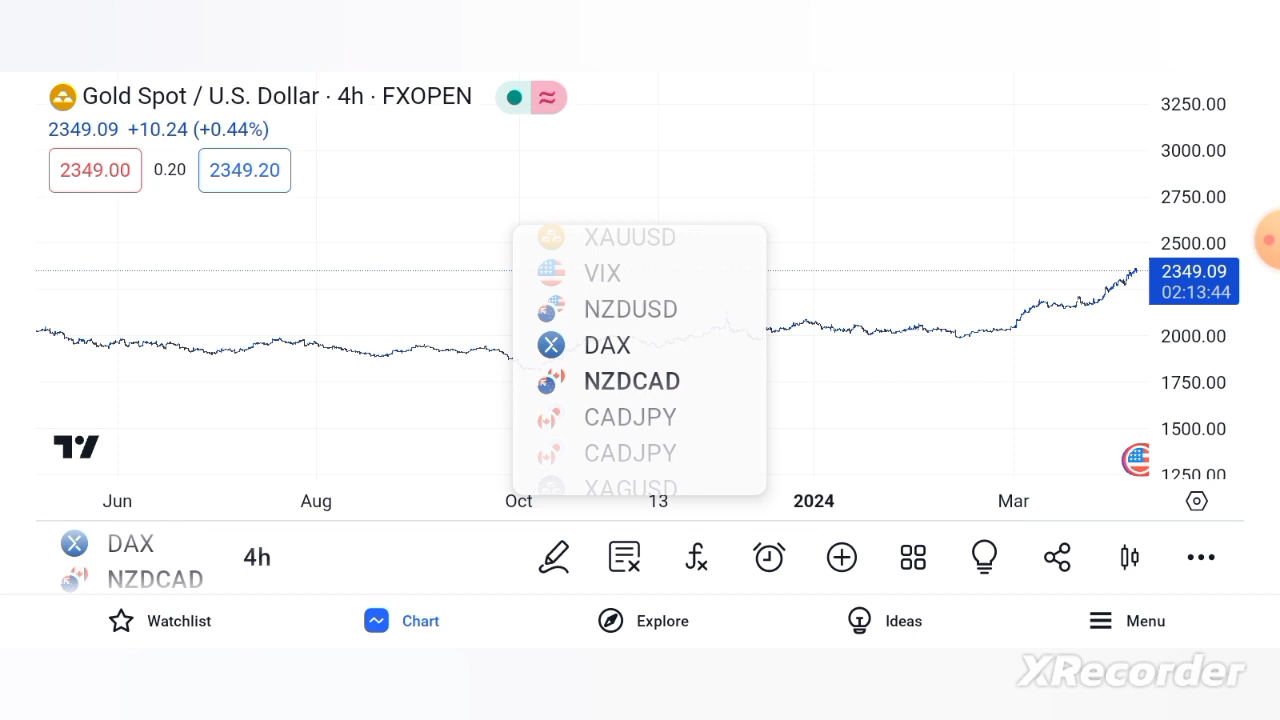 Gold Spot / U.S. Dollar · 4h · FXOPEN
2349.09 +10.24 (+0.44%)
2349.00 0.20 2349.20
3250.00
3000.00
2750.00
2500.00
2349.09
02:13:44
2000.00
1750.00
1500.00
1250.00
XAUUSD
VIX
NZDUSD
DAX
NZDCAD
CADJPY
CADJPY
XAGUSD
Jun Aug Oct 13 2024 Mar
DAX
NZDCAD
4h
Watchlist Chart Explore Ideas Menu
XRecorder